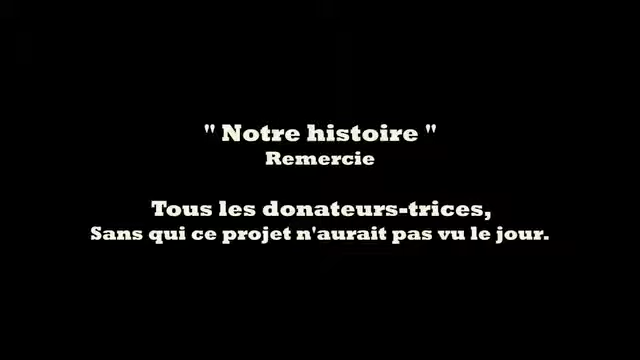 " Notre histoire "
Remercie
Tous les donateurs-trices,
Sans qui ce projet n'aurait pas vu le jour.